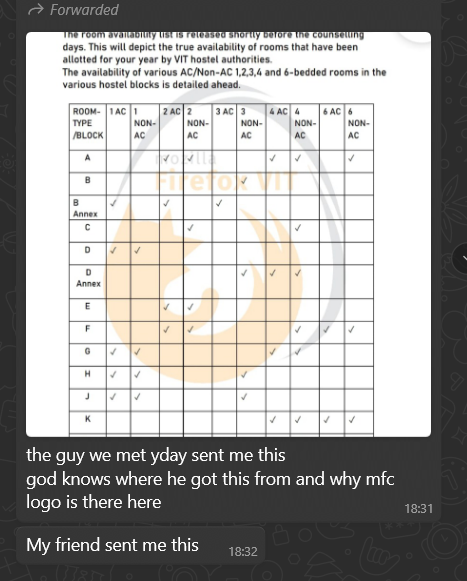 Forwarded
The room availability list is released shortly before the counselling
days. This will depict the true availability of rooms that have been
allotted for your year by VIT hostel authorities.
The availability of various AC/Non-AC 1,2,3,4 and 6-bedded rooms in the
various hostel blocks is detailed ahead.
ROOM-TYPE /BLOCK 1 AC 1 NON-AC 2 AC 2 NON-AC 3 AC 3 NON-AC 4 AC 4 NON-AC 6 AC 6 NON-AC
A ✓ ✓ ✓ ✓ ✓
mozilla
Firefox VIT
B ✓
B Annex ✓ ✓ ✓
C ✓ ✓
D ✓ ✓
D Annex ✓ ✓ ✓
E ✓ ✓
F ✓ ✓ ✓ ✓ ✓
G ✓ ✓ ✓ ✓
H ✓ ✓ ✓
J ✓ ✓ ✓
K ✓ ✓ ✓ ✓
the guy we met yday sent me this
god knows where he got this from and why mfc
logo is there here
18:31
My friend sent me this
18:32